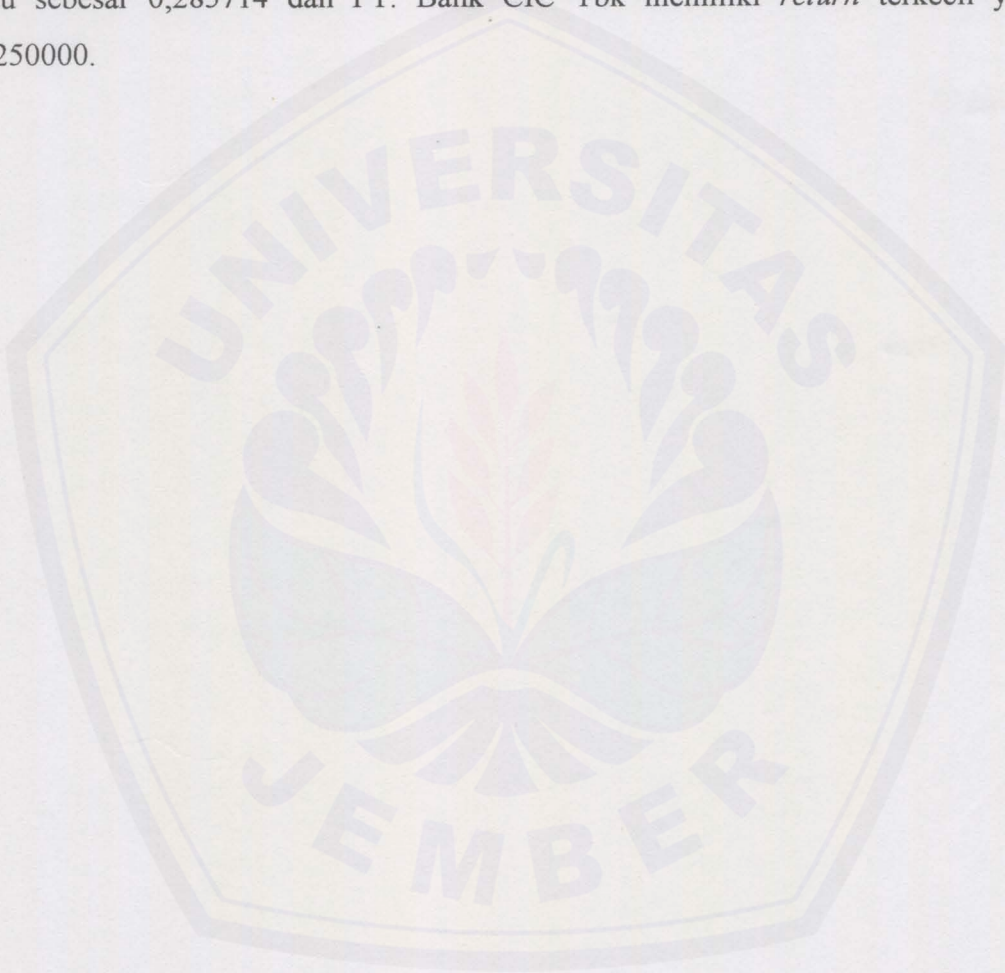 sebesar 0,285714 dan PT. Bank CIC Tbk memiliki return terkecil
250000.
UNIVERSITAS
JEMBER